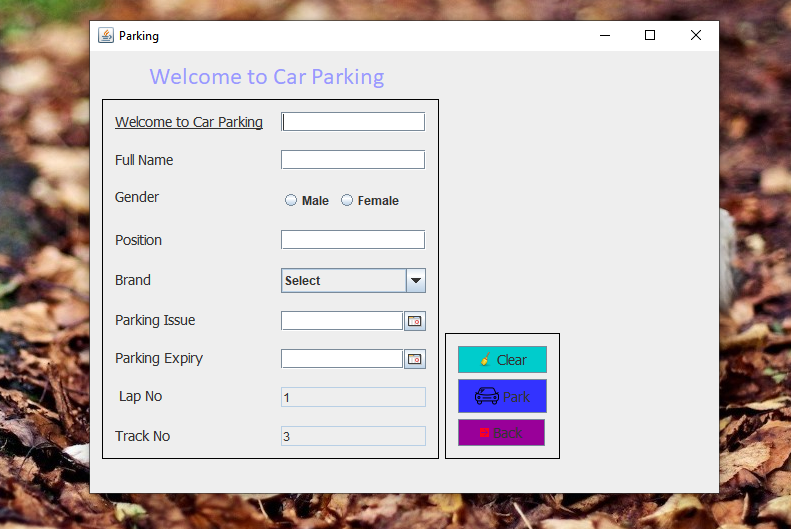 Parking
Welcome to Car Parking
Welcome to Car Parking
Full Name
Gender Male Female
Position
Brand Select
Parking Issue
Parking Expiry
Lap No 1
Track No 3
Clear
Park
Back